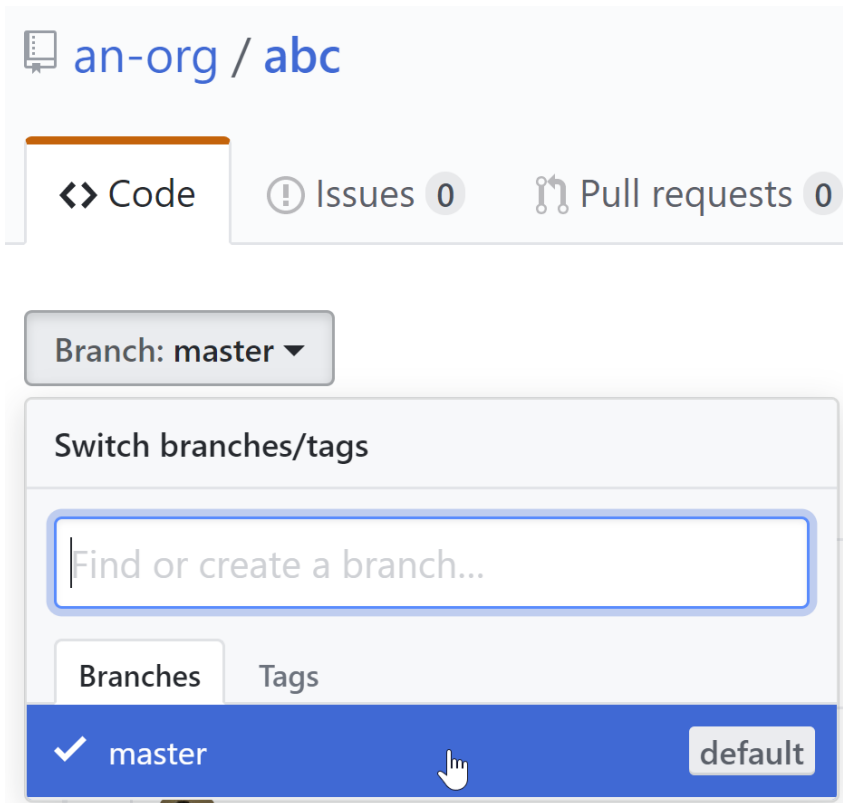 an-org / abc
Code Issues 0 Pull requests 0
Branch: master
Switch branches/tags
Find or create a branch...
Branches Tags
master default